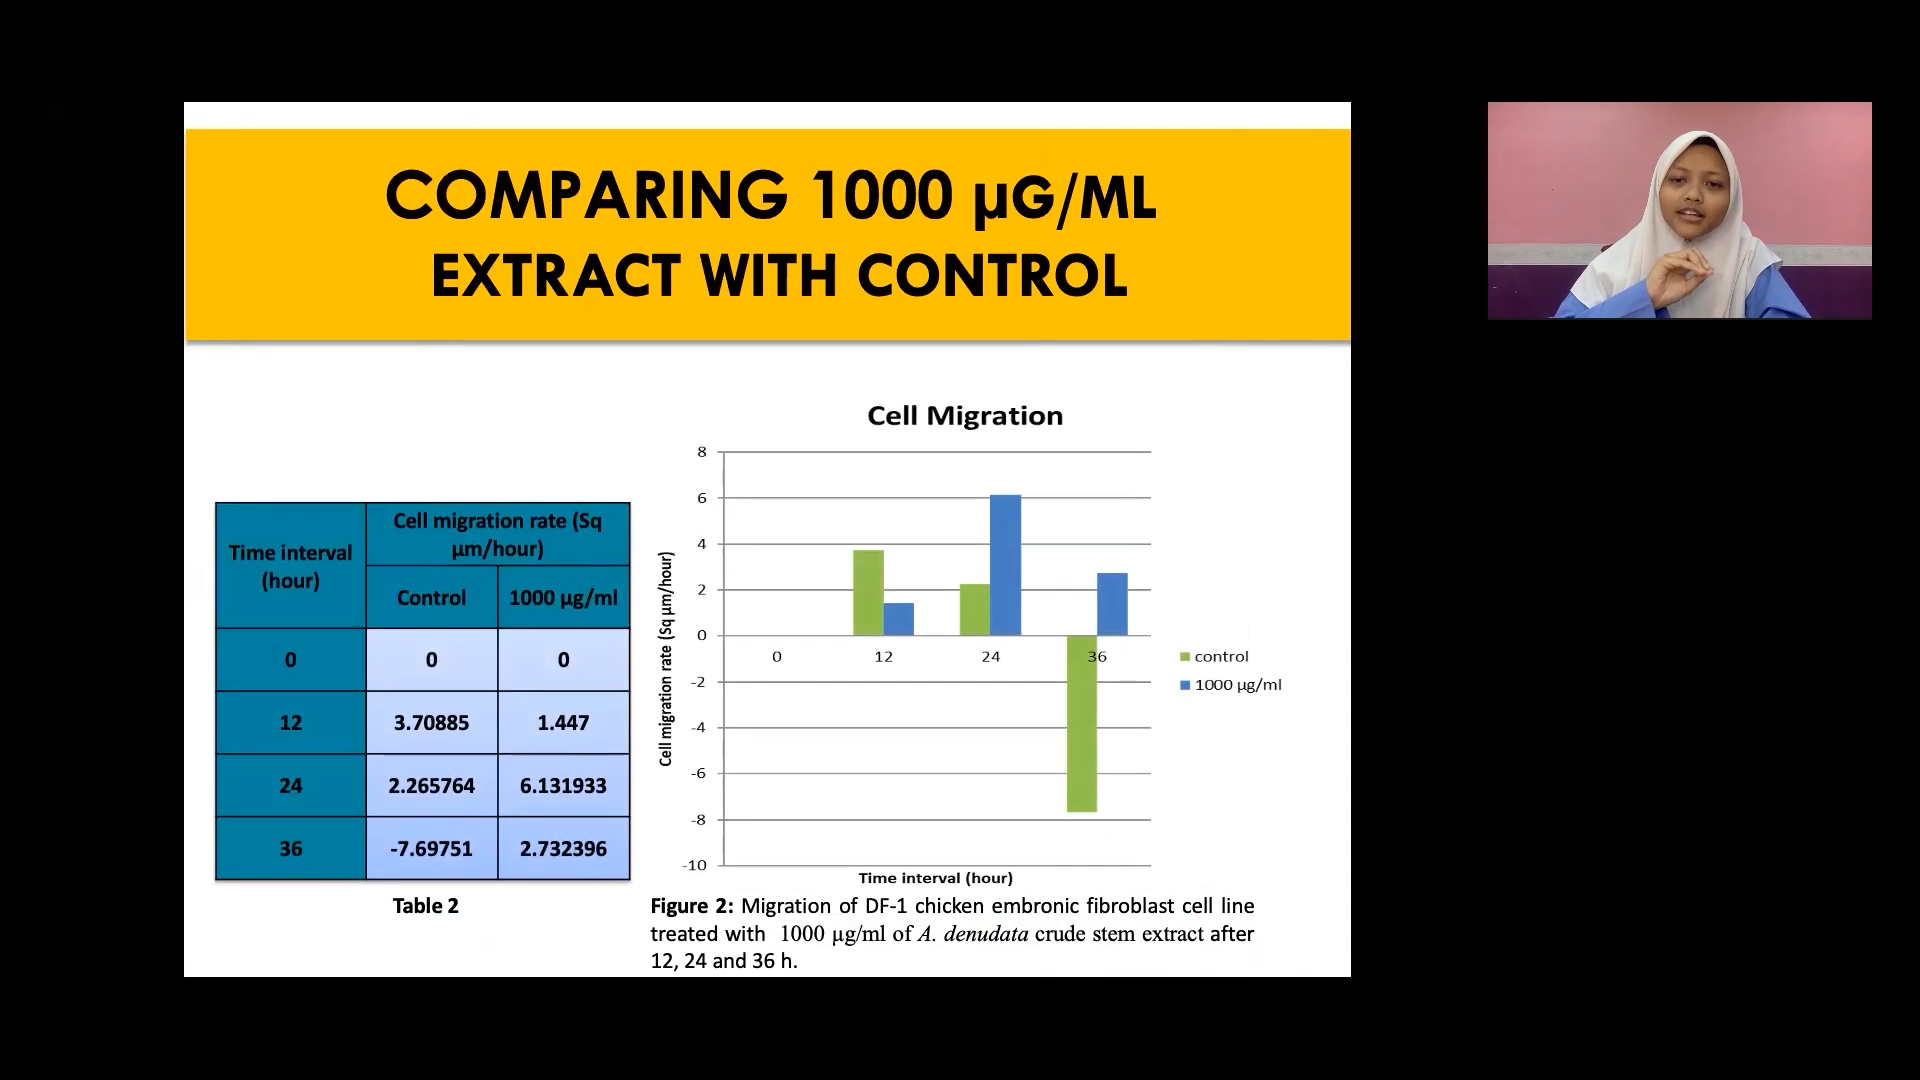 COMPARING 1000 µG/ML
EXTRACT WITH CONTROL
Time interval
(hour)
Cell migration rate (Sq
µm/hour)
Control
1000 µg/ml
0
0
0
12
3.70885
1.447
24
2.265764
6.131933
36
-7.69751
2.732396
Table 2
Cell Migration
Cell migration rate (Sq µm/hour)
8
6
4
2
0
-2
-4
-6
-8
-10
0
12
24
36
control
1000 µg/ml
Time interval (hour)
Figure 2: Migration of DF-1 chicken embronic fibroblast cell line
treated with 1000 µg/ml of A. denudata crude stem extract after
12, 24 and 36 h.